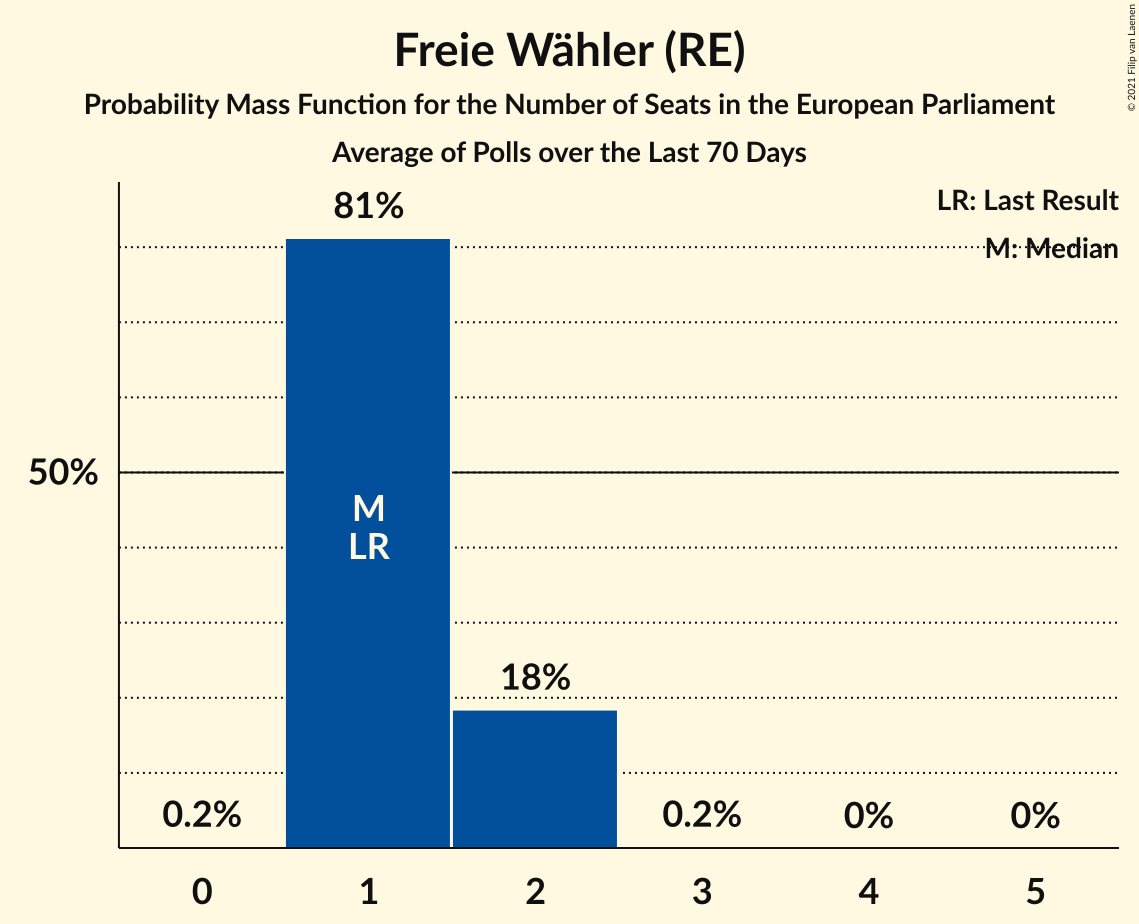 Freie Wähler (RE)
Probability Mass Function for the Number of Seats in the European Parliament
Average of Polls over the Last 70 Days
© 2021 Filip van Laenen
LR: Last Result
M: Median
81%
50%
M
LR
18%
0.2%
0.2%
0%
0%
0 1 2 3 4 5